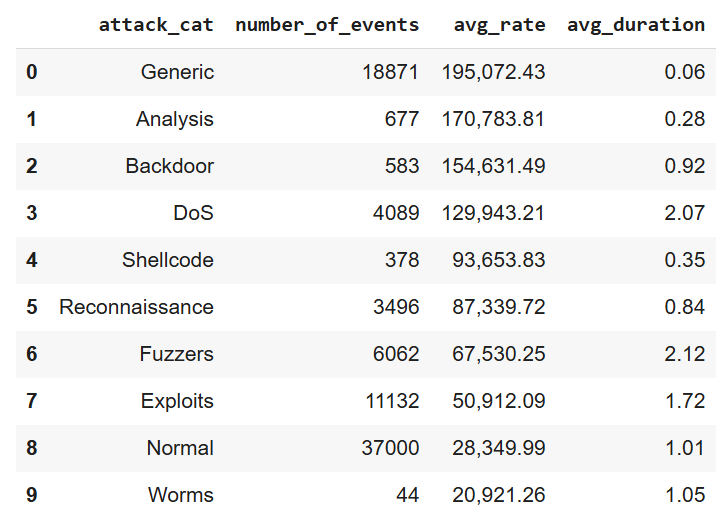 attack_cat number_of_events avg_rate avg_duration
0 Generic 18871 195,072.43 0.06
1 Analysis 677 170,783.81 0.28
2 Backdoor 583 154,631.49 0.92
3 DoS 4089 129,943.21 2.07
4 Shellcode 378 93,653.83 0.35
5 Reconnaissance 3496 87,339.72 0.84
6 Fuzzers 6062 67,530.25 2.12
7 Exploits 11132 50,912.09 1.72
8 Normal 37000 28,349.99 1.01
9 Worms 44 20,921.26 1.05